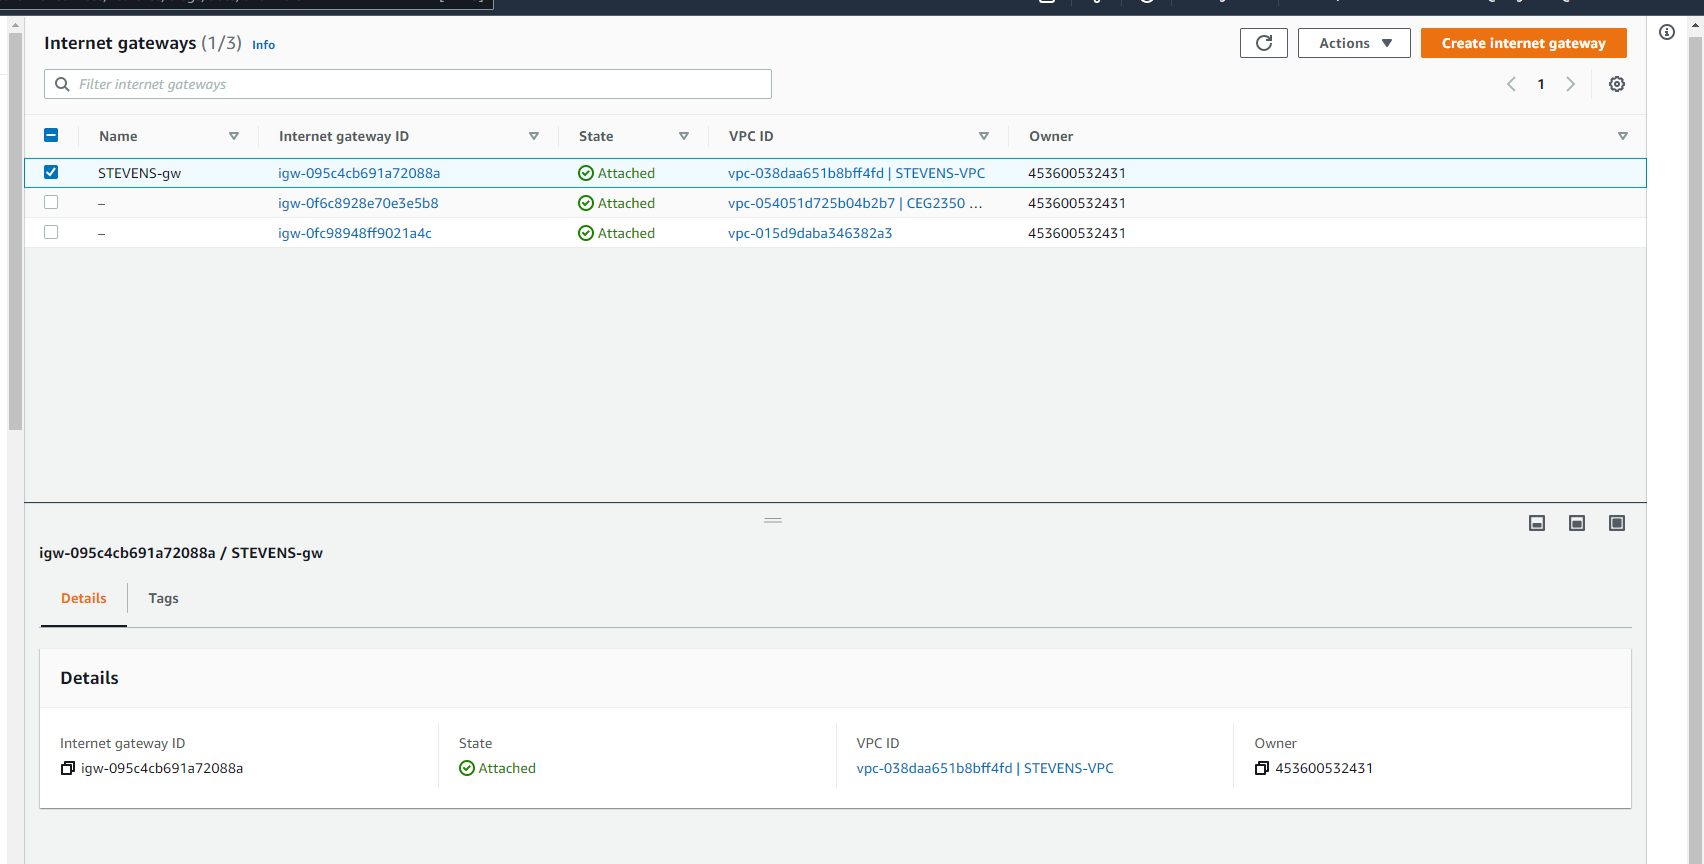 Internet gateways (1/3) Info
Actions
Create internet gateway
Filter internet gateways
1
Name Internet gateway ID State VPC ID Owner
STEVENS-gw igw-095c4cb691a72088a Attached vpc-038daa651b8bff4fd | STEVENS-VPC 453600532431
– igw-0f6c8928e70e3e5b8 Attached vpc-054051d725b04b2b7 | CEG2350 ... 453600532431
– igw-0fc98948ff9021a4c Attached vpc-015d9daba346382a3 453600532431
igw-095c4cb691a72088a / STEVENS-gw
Details Tags
Details
Internet gateway ID State VPC ID Owner
igw-095c4cb691a72088a Attached vpc-038daa651b8bff4fd | STEVENS-VPC 453600532431